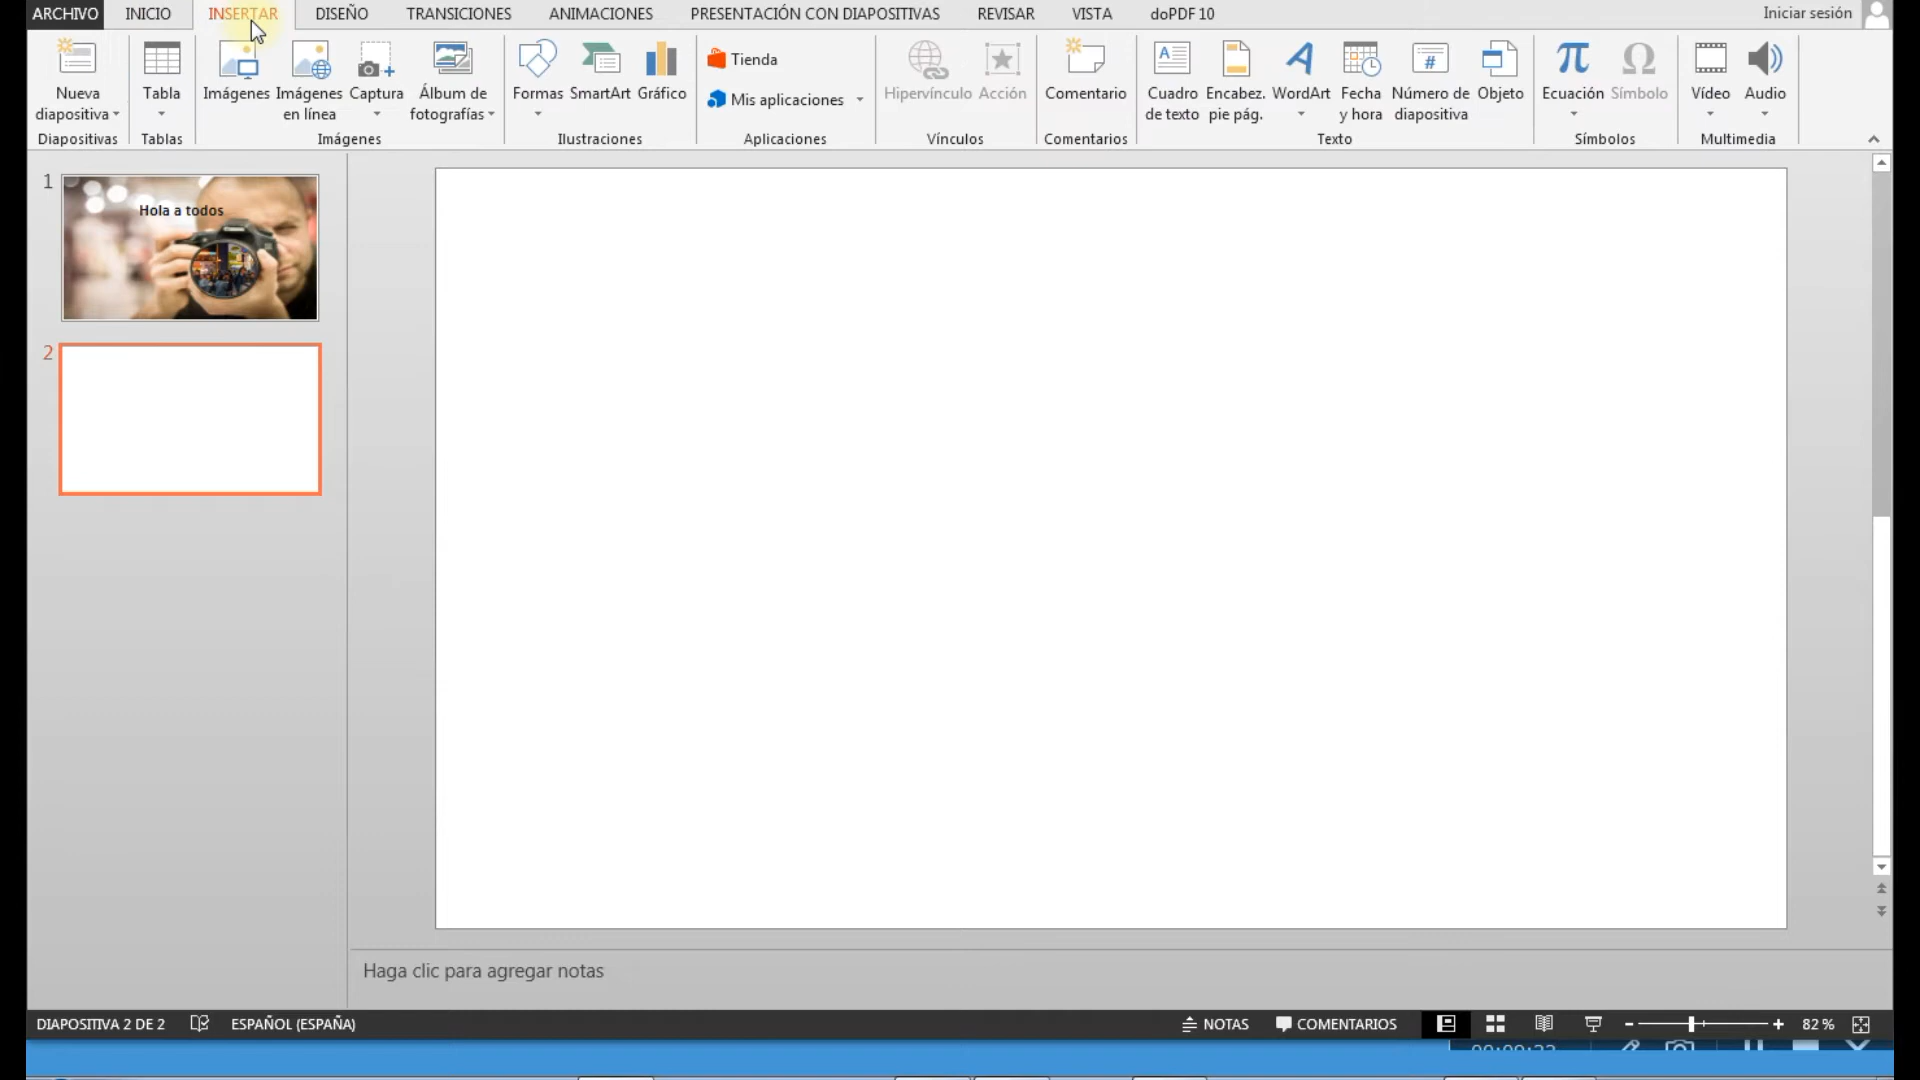 ARCHIVO INICIO INSERTAR DISEÑO TRANSICIONES ANIMACIONES PRESENTACIÓN CON DIAPOSITIVAS REVISAR VISTA doPDF 10 Iniciar sesión
Nueva diapositiva
Tabla
Imágenes
Imágenes en línea
Captura
Álbum de fotografías
Formas
SmartArt
Gráfico
Tienda
Mis aplicaciones
Hipervínculo
Acción
Comentario
Cuadro de texto
Encabez. pie pág.
WordArt
Fecha y hora
Número de diapositiva
Objeto
Ecuación
Símbolo
Vídeo
Audio
Diapositivas Tablas Imágenes Ilustraciones Aplicaciones Vínculos Comentarios Texto Símbolos Multimedia
1
Hola a todos
2
Haga clic para agregar notas
DIAPOSITIVA 2 DE 2 ESPAÑOL (ESPAÑA) NOTAS COMENTARIOS 82 %